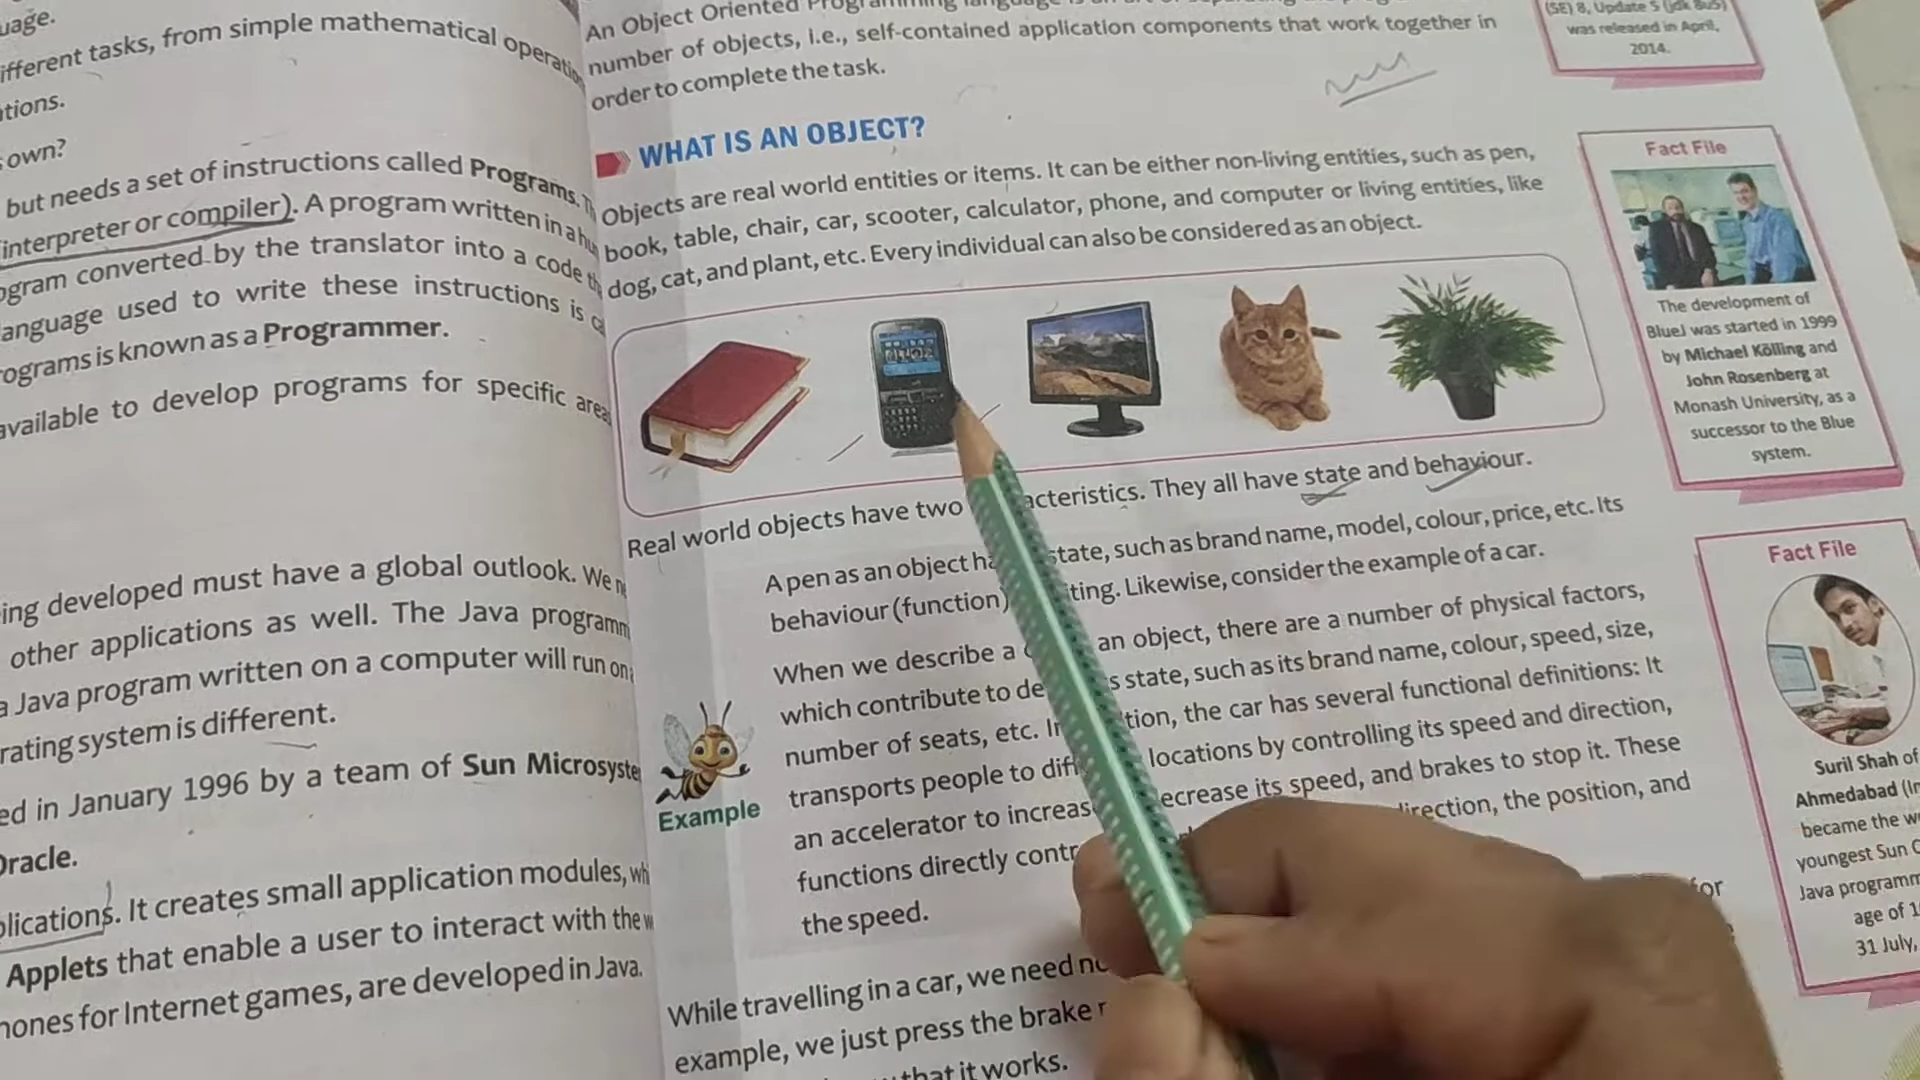 uage.
ifferent tasks, from simple mathematical
tions.
own?
but needs a set of instructions called Programs.
interpreter or compiler). A program written in a
ogram converted by the translator into a code
anguage used to write these instructions is
ograms is known as a Programmer.
available to develop programs for specific
ing developed must have a global outlook. We
other applications as well. The Java
a Java program written on a computer will run on
rating system is different.
ed in January 1996 by a team of Sun
Oracle.
plications. It creates small application modules,
Applets that enable a user to interact with the
hones for Internet games, are developed in Java.
An Object Oriented
number of objects, i.e., self-contained application components that work together in
order to complete the task.
WHAT IS AN OBJECT?
Objects are real world entities or items. It can be either non-living entities, such as pen,
book, table, chair, car, scooter, calculator, phone, and computer or living entities, like
dog, cat, and plant, etc. Every individual can also be considered as an object.
Real world objects have two acteristics. They all have state and behaviour.
A pen as an object state, such as brand name, model, colour, price, etc. Its
behaviour (function) ting. Likewise, consider the example of a car.
When we describe a an object, there are a number of physical factors,
which contribute to de s state, such as its brand name, colour, speed, size,
number of seats, etc. tion, the car has several functional definitions: It
transports people to locations by controlling its speed and direction,
an accelerator to ecrease its speed, and brakes to stop it. These
functions directly irection, the position, and
the speed.
Example
While travelling in a car, we need
for
example, we just press the brake
that it works.
(SE) 8, Update 5 (jdk 8u5)
was released in April,
2014.
Fact File
The development of
BlueJ was started in 1999
by Michael Kölling and
John Rosenberg at
Monash University, as a
successor to the Blue
system.
Fact File
Suril Shah of
Ahmedabad
became the
youngest Sun
Java
age of
31 July,